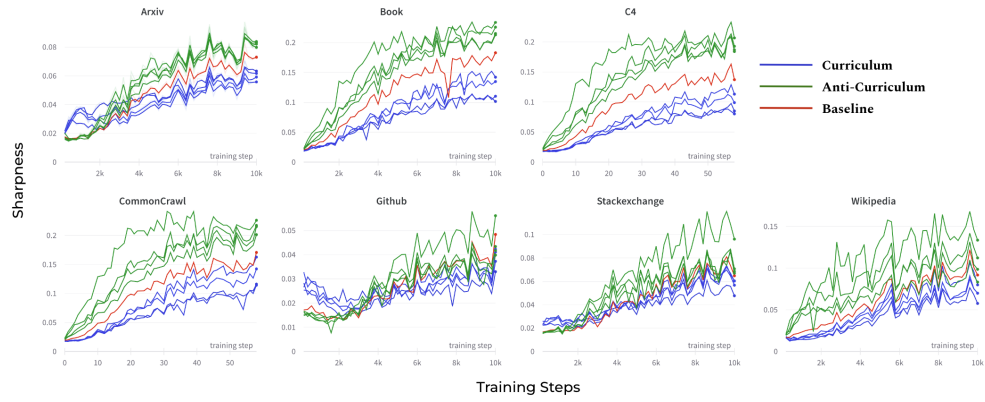 Arxiv
0.08
0.06
0.04
0.02
0
2k
4k
6k
8k
10k
training step
Book
0.2
0.15
0.1
0.05
0
2k
4k
6k
8k
10k
training step
C4
0.2
0.15
0.1
0.05
0
0
10
20
30
40
50
training step
Curriculum
Anti-Curriculum
Baseline
Sharpness
CommonCrawl
0.2
0.15
0.1
0.05
0
0
10
20
30
40
50
training step
Github
0.05
0.04
0.03
0.02
0.01
0
2k
4k
6k
8k
10k
training step
Stackexchange
0.1
0.08
0.06
0.04
0.02
0
2k
4k
6k
8k
10k
training step
Wikipedia
0.15
0.1
0.05
0
2k
4k
6k
8k
10k
training step
Training Steps